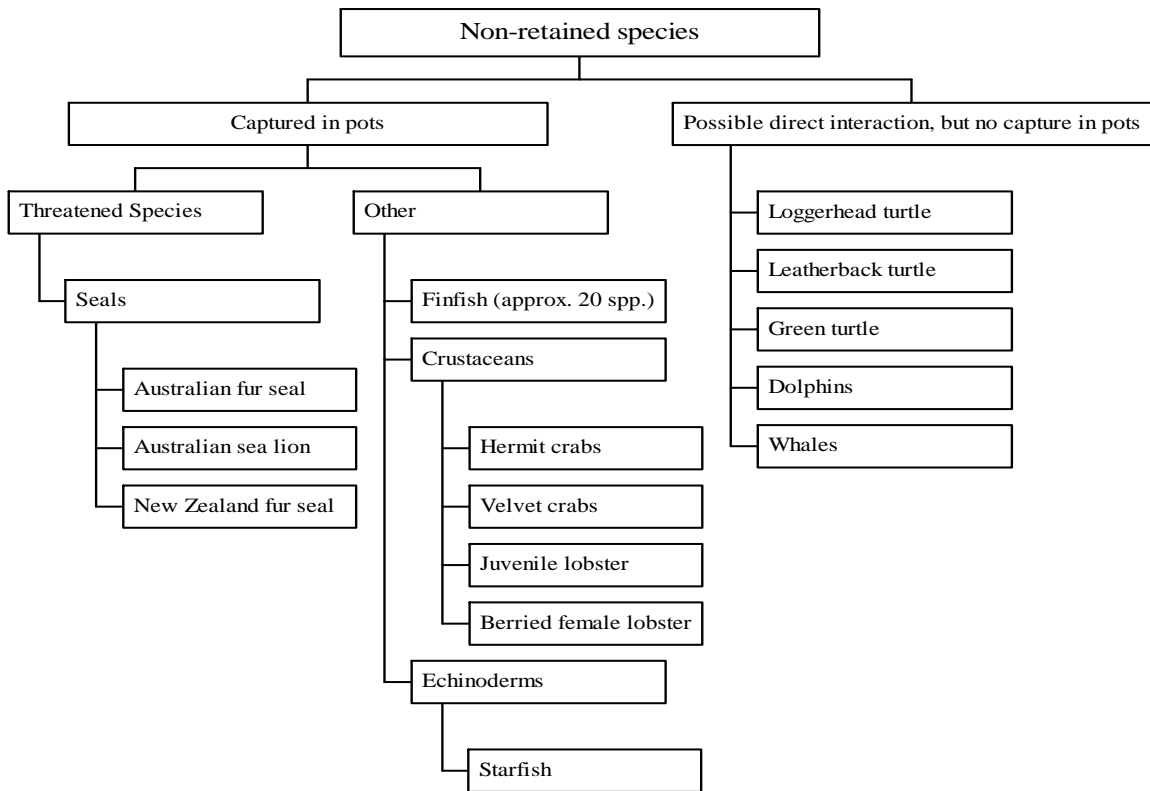 Non-retained species
Captured in pots
Possible direct interaction, but no capture in pots
Threatened Species
Other
Loggerhead turtle
Leatherback turtle
Seals
Finfish (approx. 20 spp.)
Green turtle
Crustaceans
Australian fur seal
Dolphins
Australian sea lion
Hermit crabs
Whales
New Zealand fur seal
Velvet crabs
Juvenile lobster
Berried female lobster
Echinoderms
Starfish